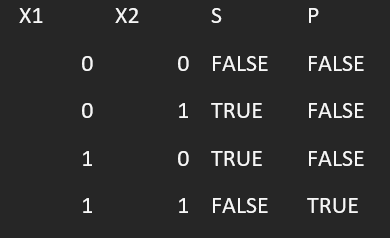 X1 X2 S P
0 0 FALSE FALSE
0 1 TRUE FALSE
1 0 TRUE FALSE
1 1 FALSE TRUE